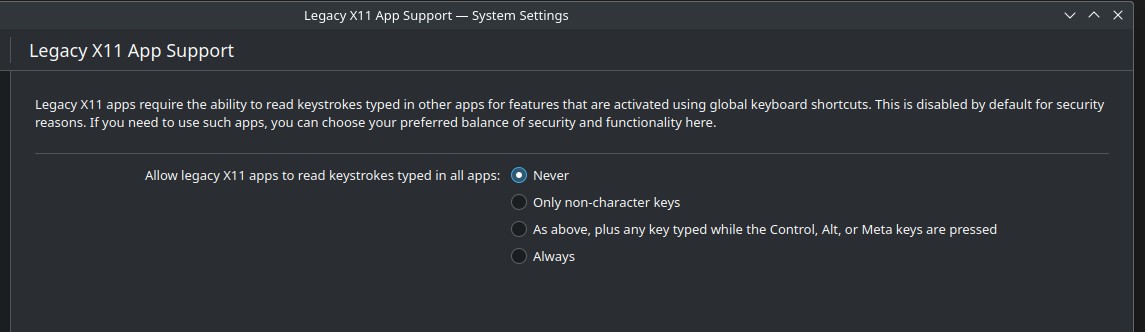 Legacy X11 App Support — System Settings
Legacy X11 App Support
Legacy X11 apps require the ability to read keystrokes typed in other apps for features that are activated using global keyboard shortcuts. This is disabled by default for security
reasons. If you need to use such apps, you can choose your preferred balance of security and functionality here.
Allow legacy X11 apps to read keystrokes typed in all apps: Never
Only non-character keys
As above, plus any key typed while the Control, Alt, or Meta keys are pressed
Always